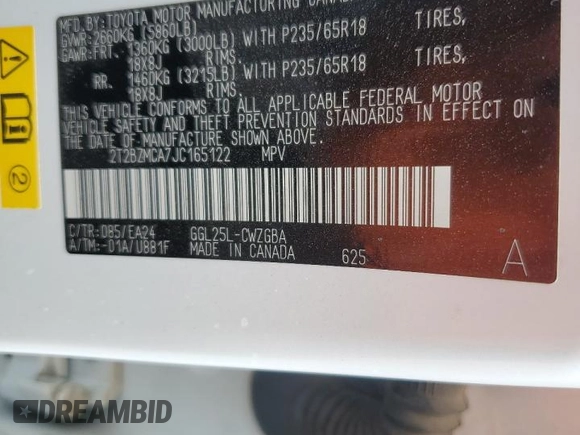 MFD.BY:TOYOTA MOTOR MANUFACTURING
GVWR:2660KG (5860LB)
GAWR:FRT. 1360KG (3000LB) WITH P235/65R18 TIRES,
18X8J RIMS.
RR. 1460KG (3215LB) WITH P235/65R18 TIRES,
18X8J RIMS.
THIS VEHICLE CONFORMS TO ALL APPLICABLE FEDERAL MOTOR
VEHICLE SAFETY AND THEFT PREVENTION STANDARDS IN EFFECT ON
THE DATE OF MANUFACTURE SHOWN ABOVE.
2T2BZMCA7JC165122 MPV
C/TR:085/EA24 GGL25L-CWZGBA
A/TM:-01A/U881F MADE IN CANADA 625 A
DREAMBID